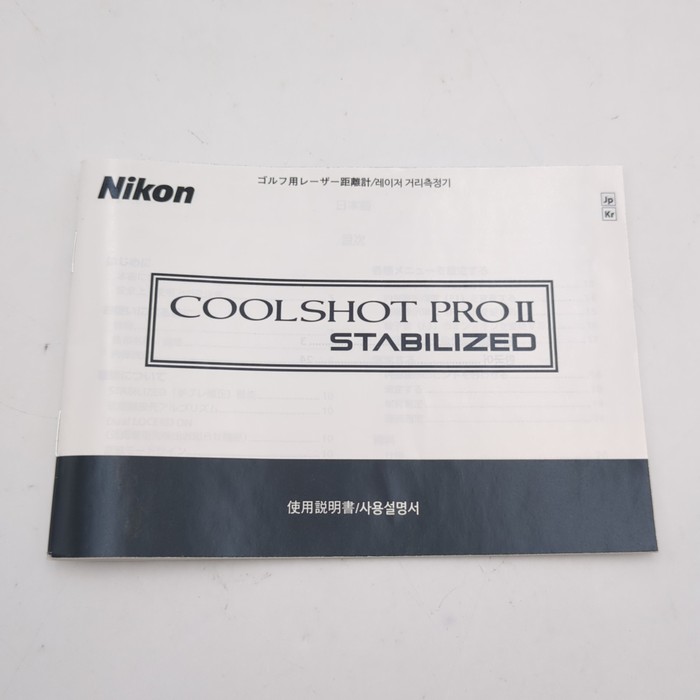 Nikon
ゴルフ用レーザー距離計/레이저 거리측정기
Jp
Kr
COOLSHOT PRO II
STABILIZED
使用説明書/사용설명서